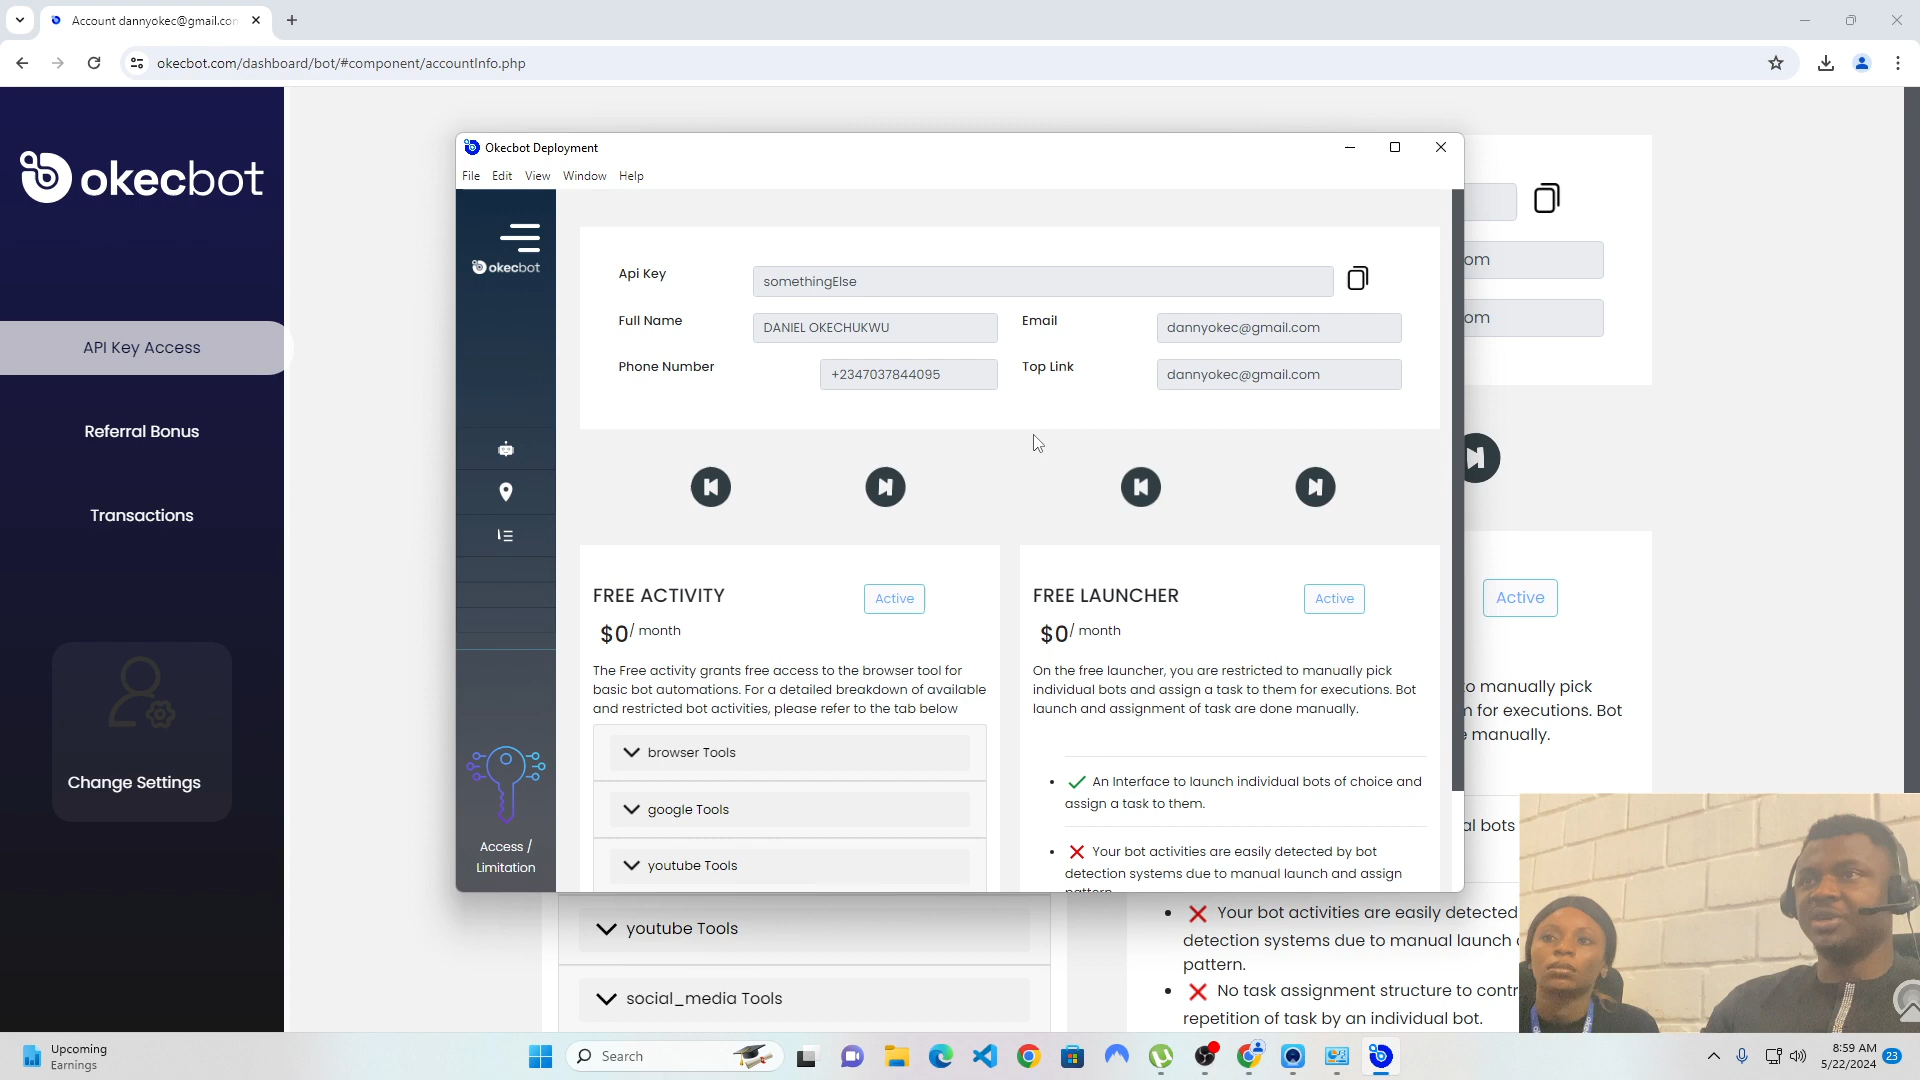 Account dannyokec@gmail.con
okecbot.com/dashboard/bot/#component/accountInfo.php
okecbot
API Key Access
Referral Bonus
Transactions
Change Settings
Okecbot Deployment
File Edit View Window Help
okecbot
Access /
Limitation
Api Key
somethingElse
Full Name
DANIEL OKECHUKWU
Email
dannyokec@gmail.com
Phone Number
+2347037844095
Top Link
dannyokec@gmail.com
FREE ACTIVITY
Active
$0/ month
The Free activity grants free access to the browser tool for
basic bot automations. For a detailed breakdown of available
and restricted bot activities, please refer to the tab below
browser Tools
google Tools
youtube Tools
FREE LAUNCHER
Active
$0/ month
On the free launcher, you are restricted to manually pick
individual bots and assign a task to them for executions. Bot
launch and assignment of task are done manually.
An Interface to launch individual bots of choice and
assign a task to them.
Your bot activities are easily detected by bot
detection systems due to manual launch and assign
pattern
om
om
Active
o manually pick
for executions. Bot
manually.
al bots
youtube Tools
social_media Tools
Your bot activities are easily detected
detection systems due to manual launch
pattern.
No task assignment structure to contr
repetition of task by an individual bot.
Upcoming
Earnings
Search
8:59 AM
5/22/2024
23